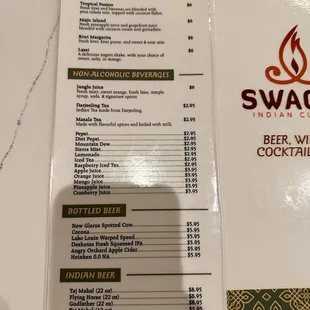 Tropical Fusion $6
Fresh kiwi and bananas are blended with
pina colada mix, topped with coconut flakes.
Majic Island $6
Fresh pineapple juice and grapefruit juice
blended with coconut cream and grenadine.
Kiwi Margarita $6
Fresh kiwi, kiwi guave, and sweet & sour mix.
Lassi $6
A delicious yogurt shake, with your choice of
sweet, salty, or mango.
NON-ALCOHOLIC BEVERAGES
Jungle Juice $6
Fresh mint, sweet orange, fresh lime, simple
syrup, soda, & signature spices
Darjeeling Tea $2.95
Indian Tea made from Darjeeling.
Masala Tea $2.95
Made with flavorful spices and boiled with milk.
Pepsi $2.95
Diet Pepsi $2.95
Mountain Dew $2.95
Sierra Mist $2.95
Lemonade $2.95
Iced Tea $2.95
Raspberry Iced Tea $2.95
Apple Juice $2.95
Orange Juice $2.95
Mango Juice $2.95
Pineapple Juice $2.95
Cranberry Juice $2.95
BOTTLED BEER
New Glarus Spotted Cow $5.95
Corona $5.95
Lake Louie Warped Speed $5.95
Deshutes Fresh Squeezed IPA $5.95
Angry Orchard Apple Cider $5.95
Heinken 0.0 NA $5.95
INDIAN BEER
Taj Mahal (22 oz) $8.95
Flying Horse (22 oz) $8.95
Godfather (22 oz) $8.95
SWAG
INDIAN CU
BEER, WI
COCKTAIL